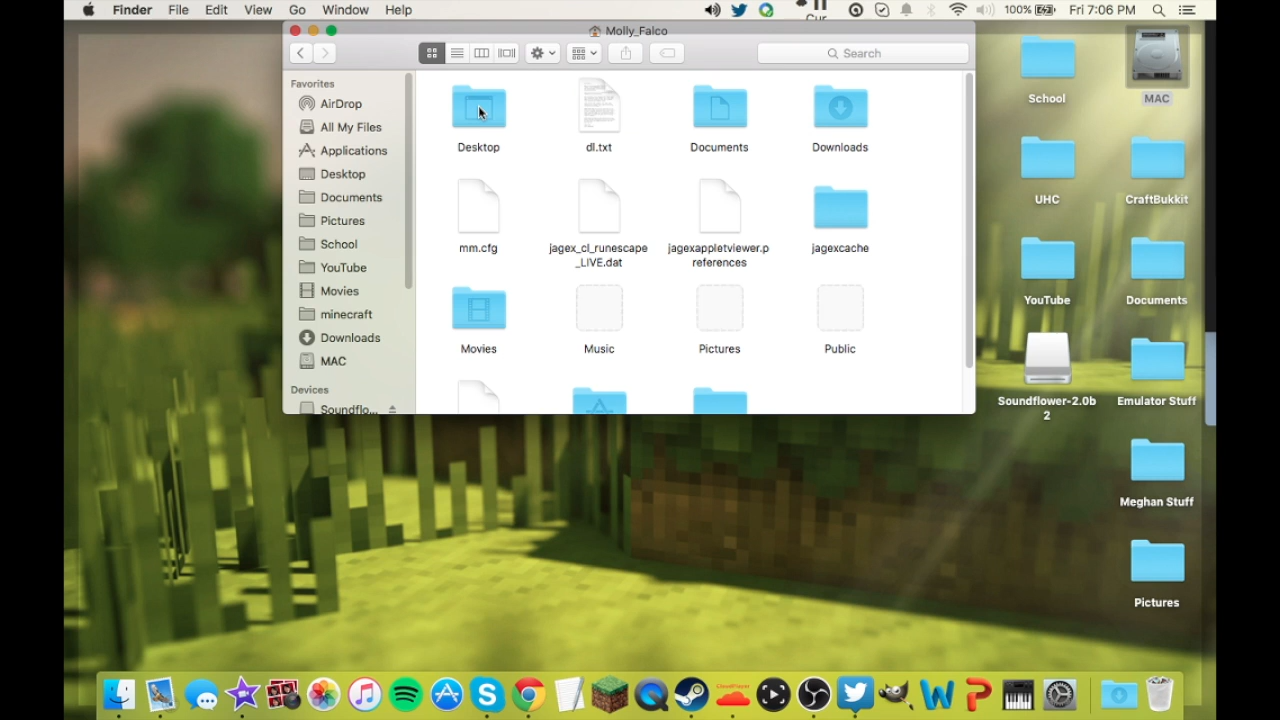 Finder File Edit View Go Window Help
Cur
100% Fri 7:06 PM
Molly_Falco
Search
Favorites
AirDrop
All My Files
Applications
Desktop
Documents
Pictures
School
YouTube
Movies
minecraft
Downloads
MAC
Devices
Soundflo...
Desktop dl.txt Documents Downloads
mm.cfg jagex_cl_runescape_LIVE.dat jagexappletviewer.preferences jagexcache
Movies Music Pictures Public
School MAC
UHC CraftBukkit
YouTube Documents
Soundflower-2.0b2 Emulator Stuff
Meghan Stuff
Pictures